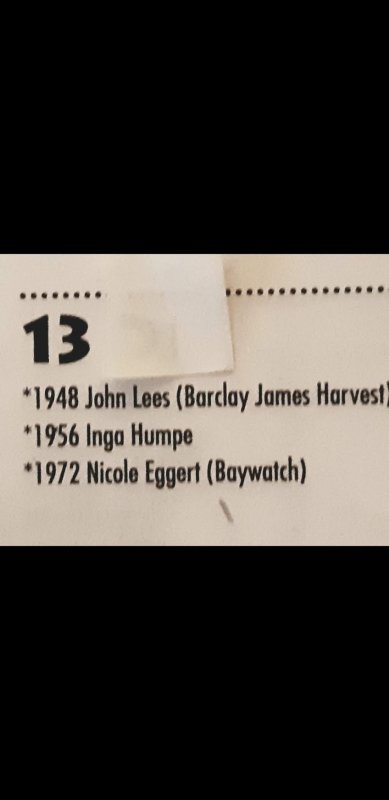 13
*1948 John Lees (Barclay James Harvest)
*1956 Inga Humpe
*1972 Nicole Eggert (Baywatch)